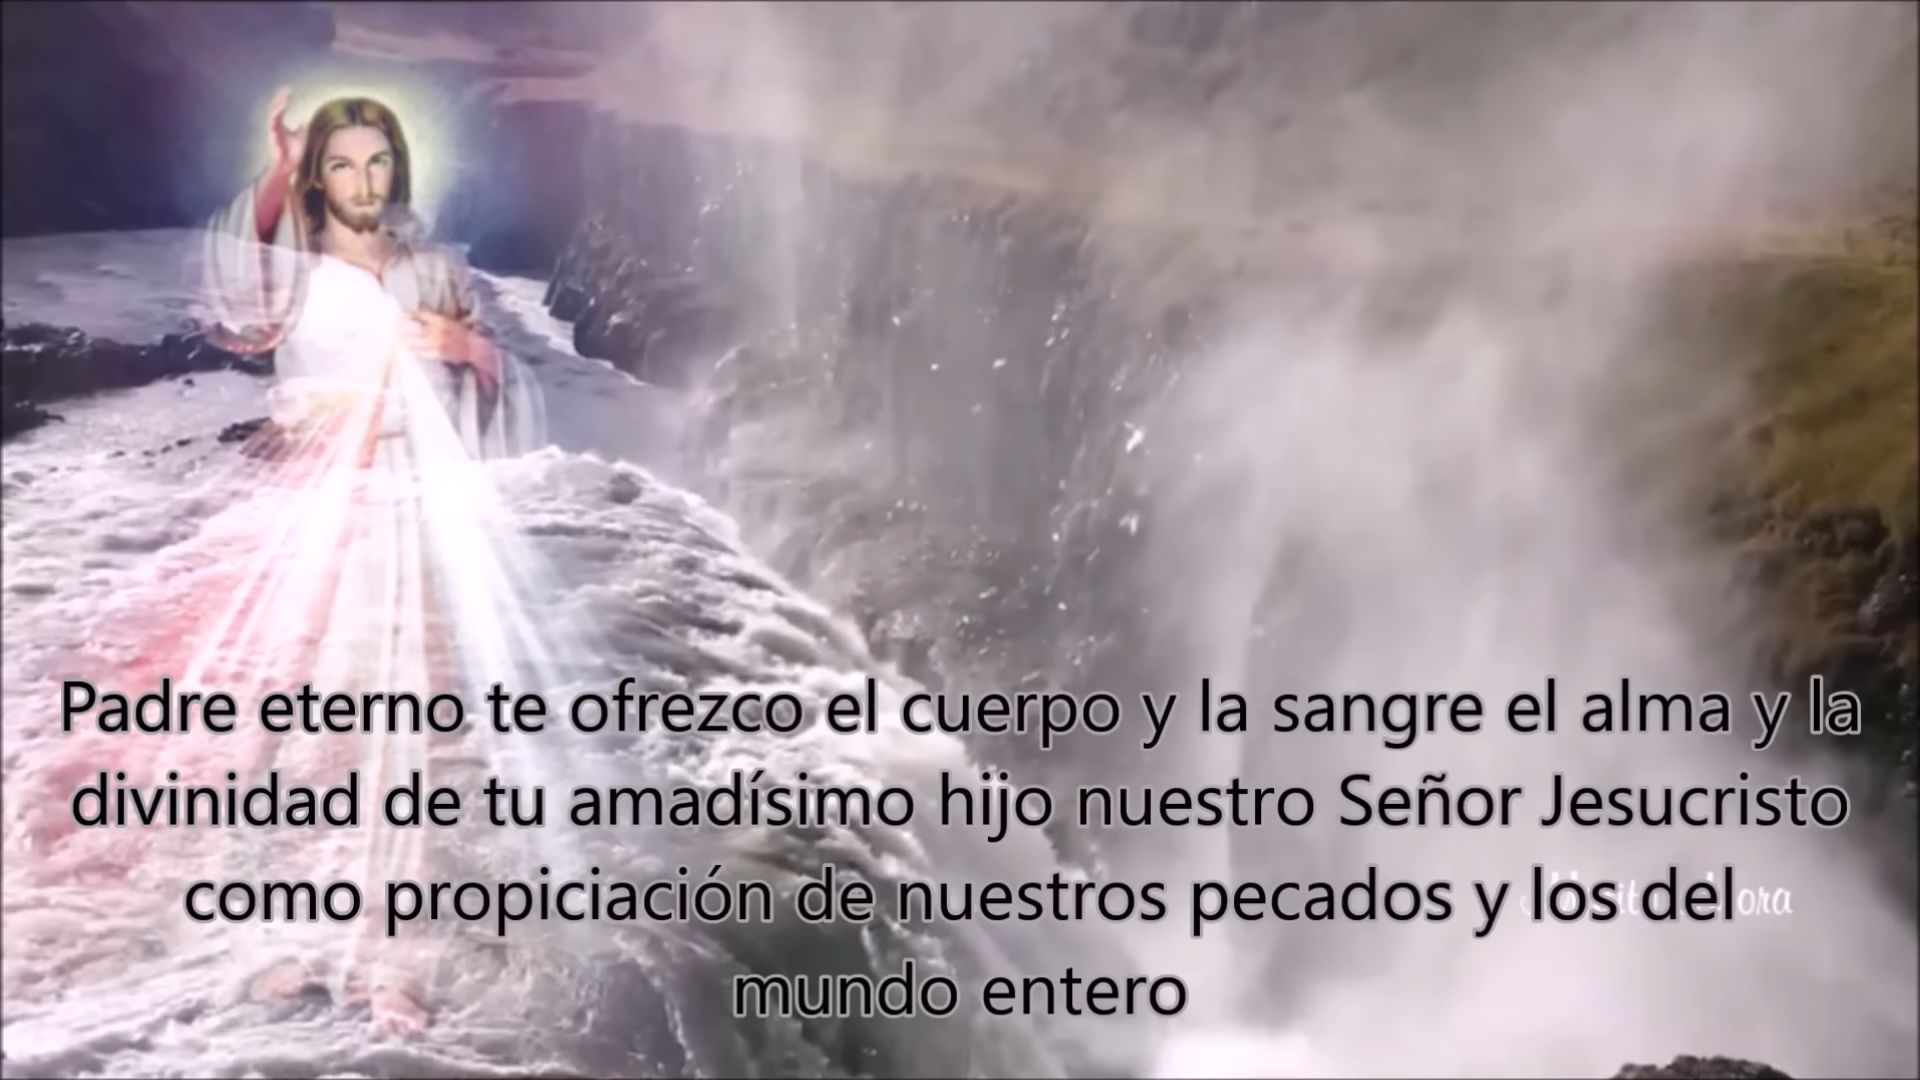 Padre eterno te ofrezco el cuerpo y la sangre el alma y la
divinidad de tu amadísimo hijo nuestro Señor Jesucristo
como propiciación de nuestros pecados y los del
mundo entero